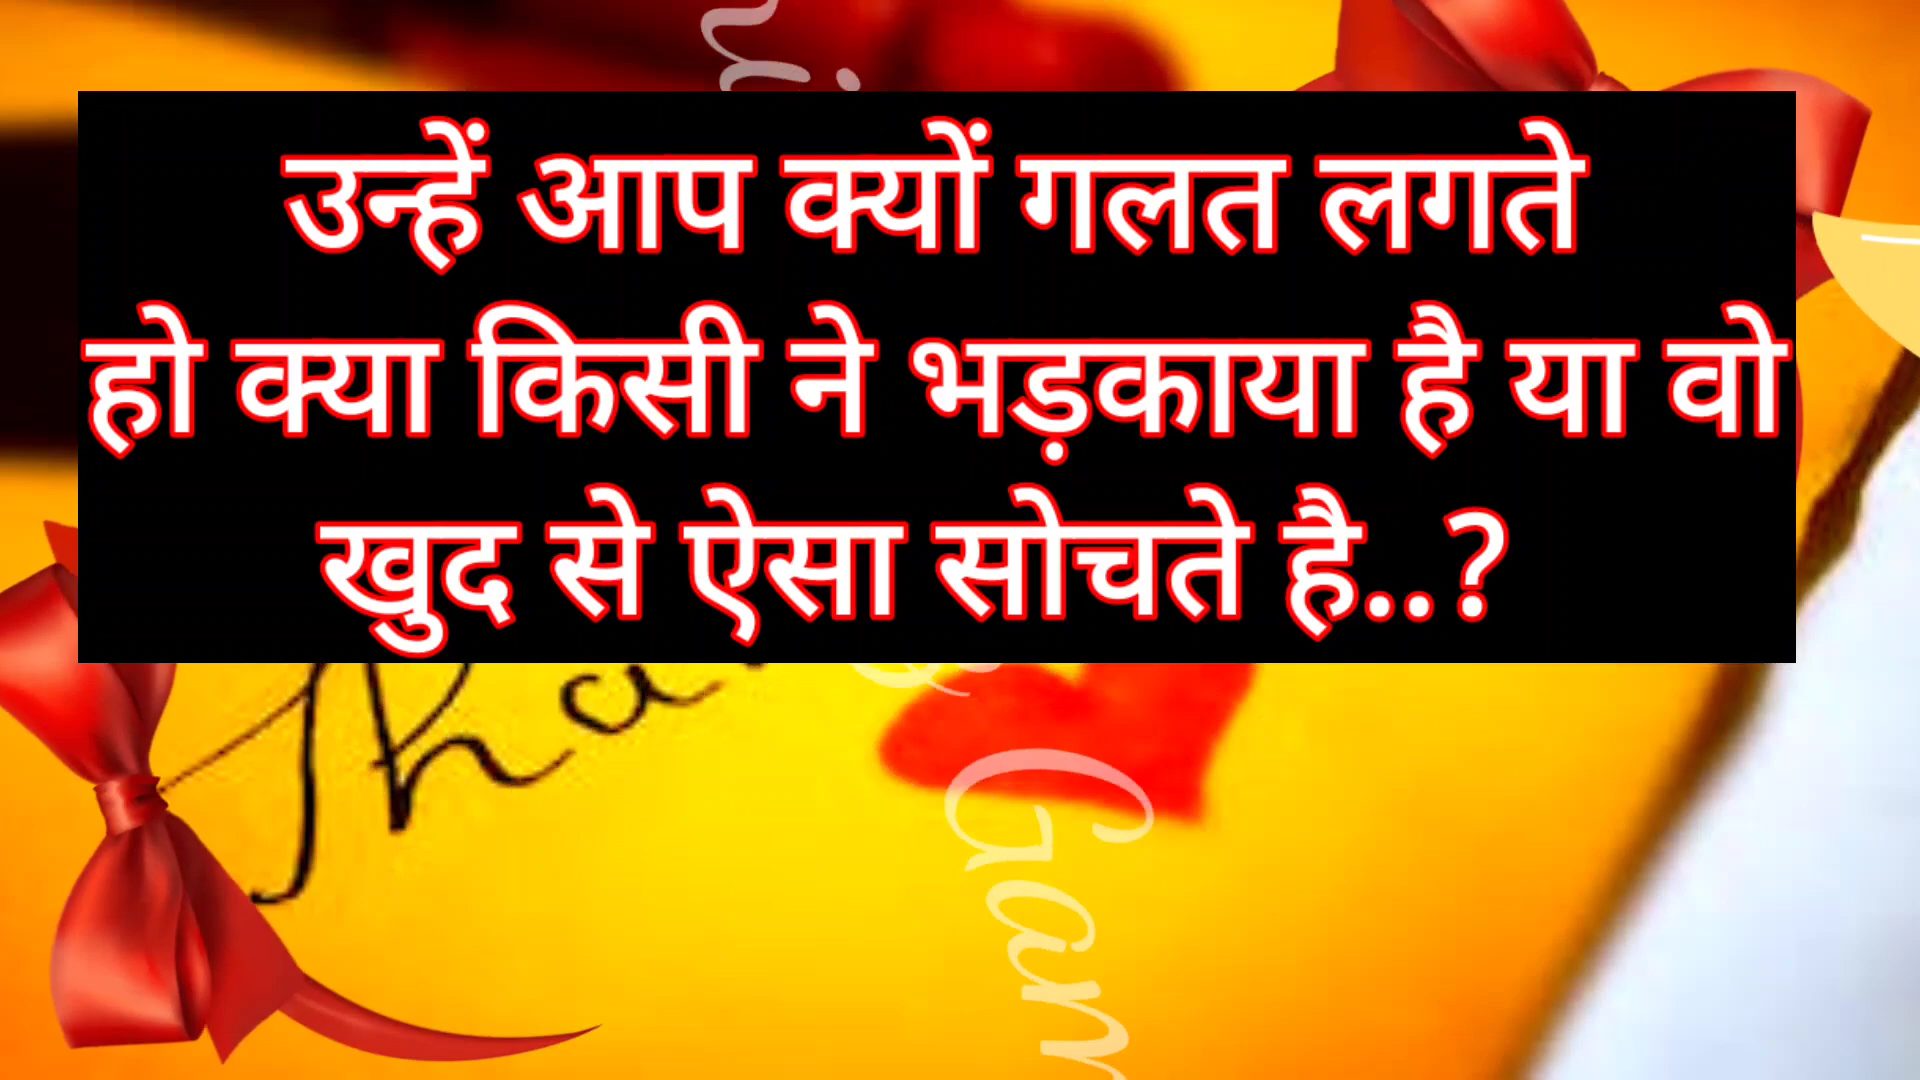 उन्हें आप क्यों गलत लगते
हो क्या किसी ने भड़काया है या वो
खुद से ऐसा सोचते है..?